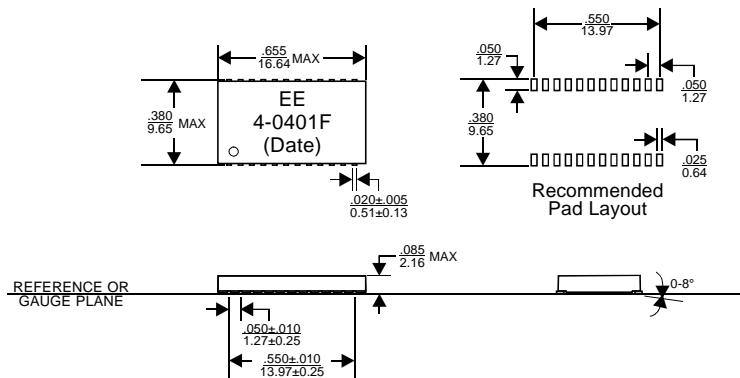 .655
16.64 MAX
.380
9.65 MAX
EE
4-0401F
(Date)
.020±.005
0.51±0.13
.550
13.97
.050
1.27
.050
1.27
.380
9.65
.025
0.64
Recommended
Pad Layout
.085
2.16 MAX
REFERENCE OR
GAUGE PLANE
0-8°
.050±.010
1.27±0.25
.550±.010
13.97±0.25